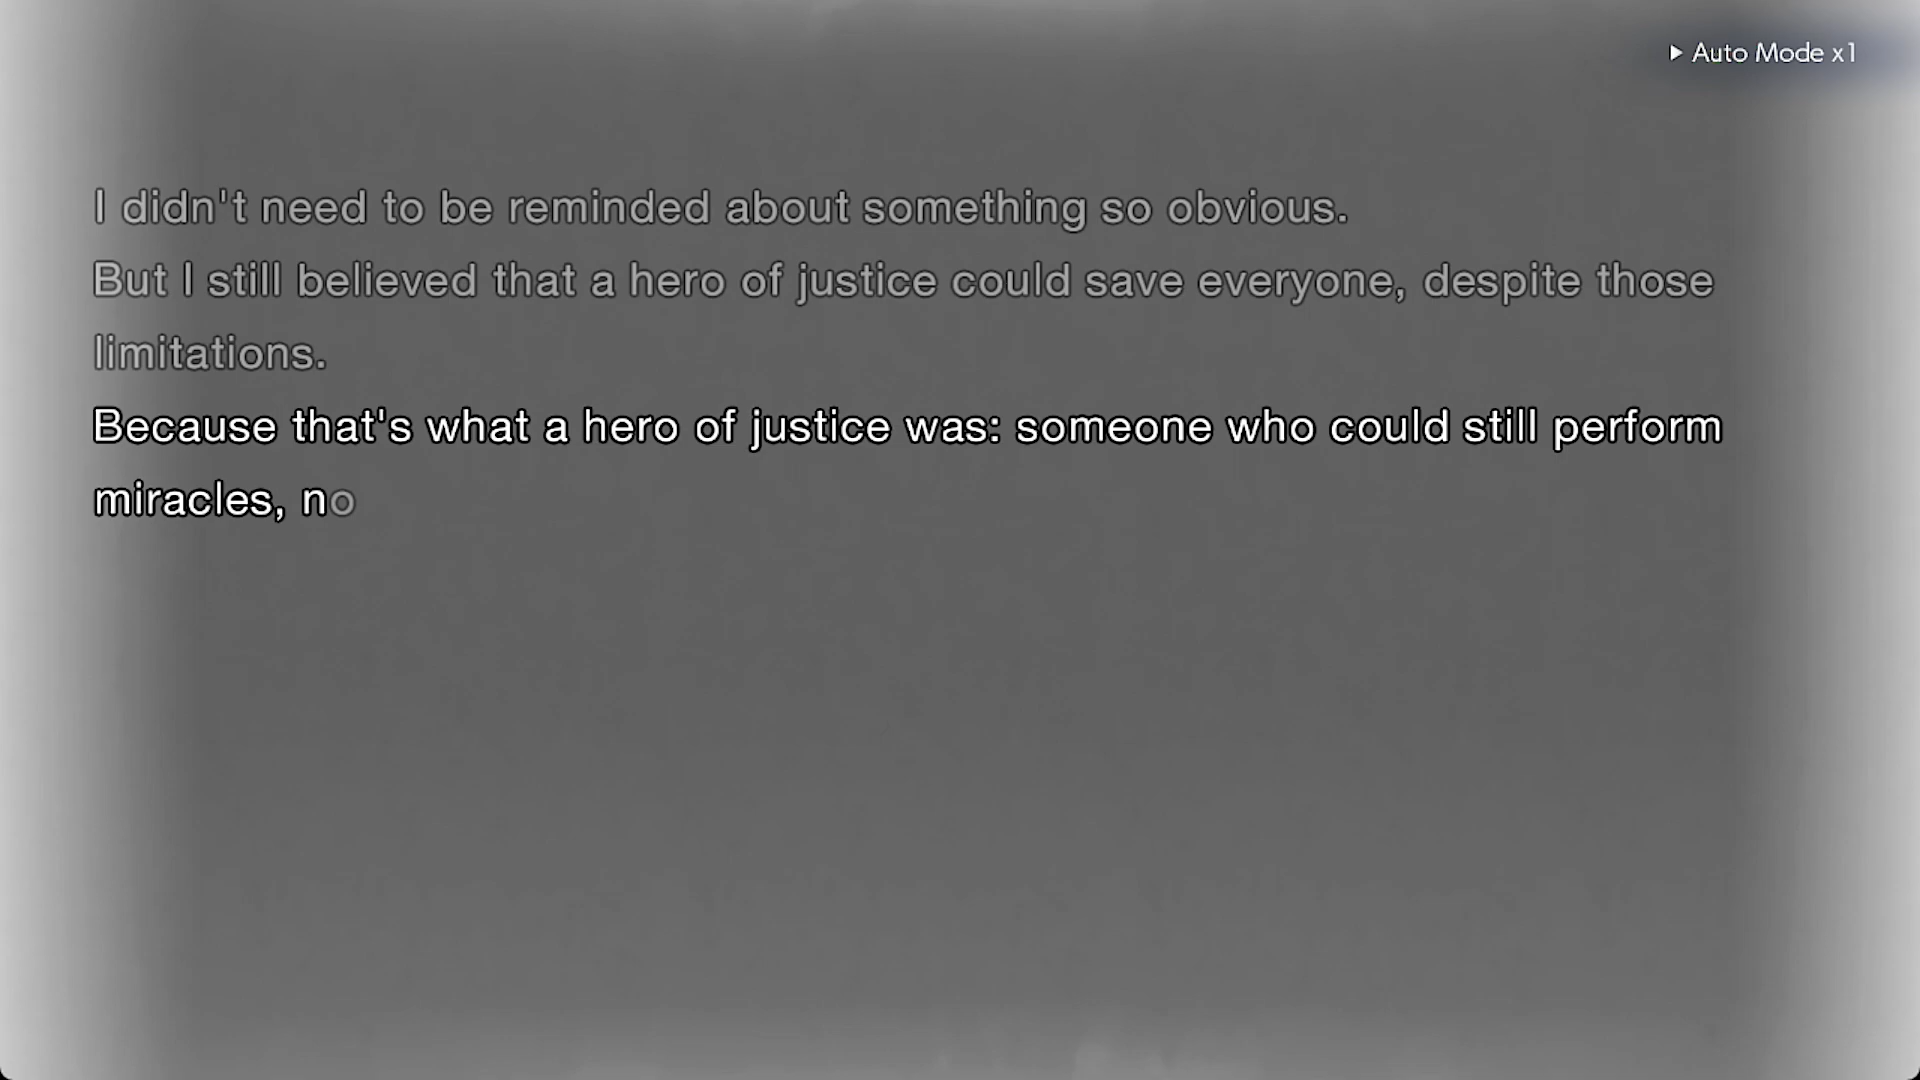 Auto Mode x1
I didn't need to be reminded about something so obvious.
But I still believed that a hero of justice could save everyone, despite those
limitations.
Because that's what a hero of justice was: someone who could still perform
miracles, no